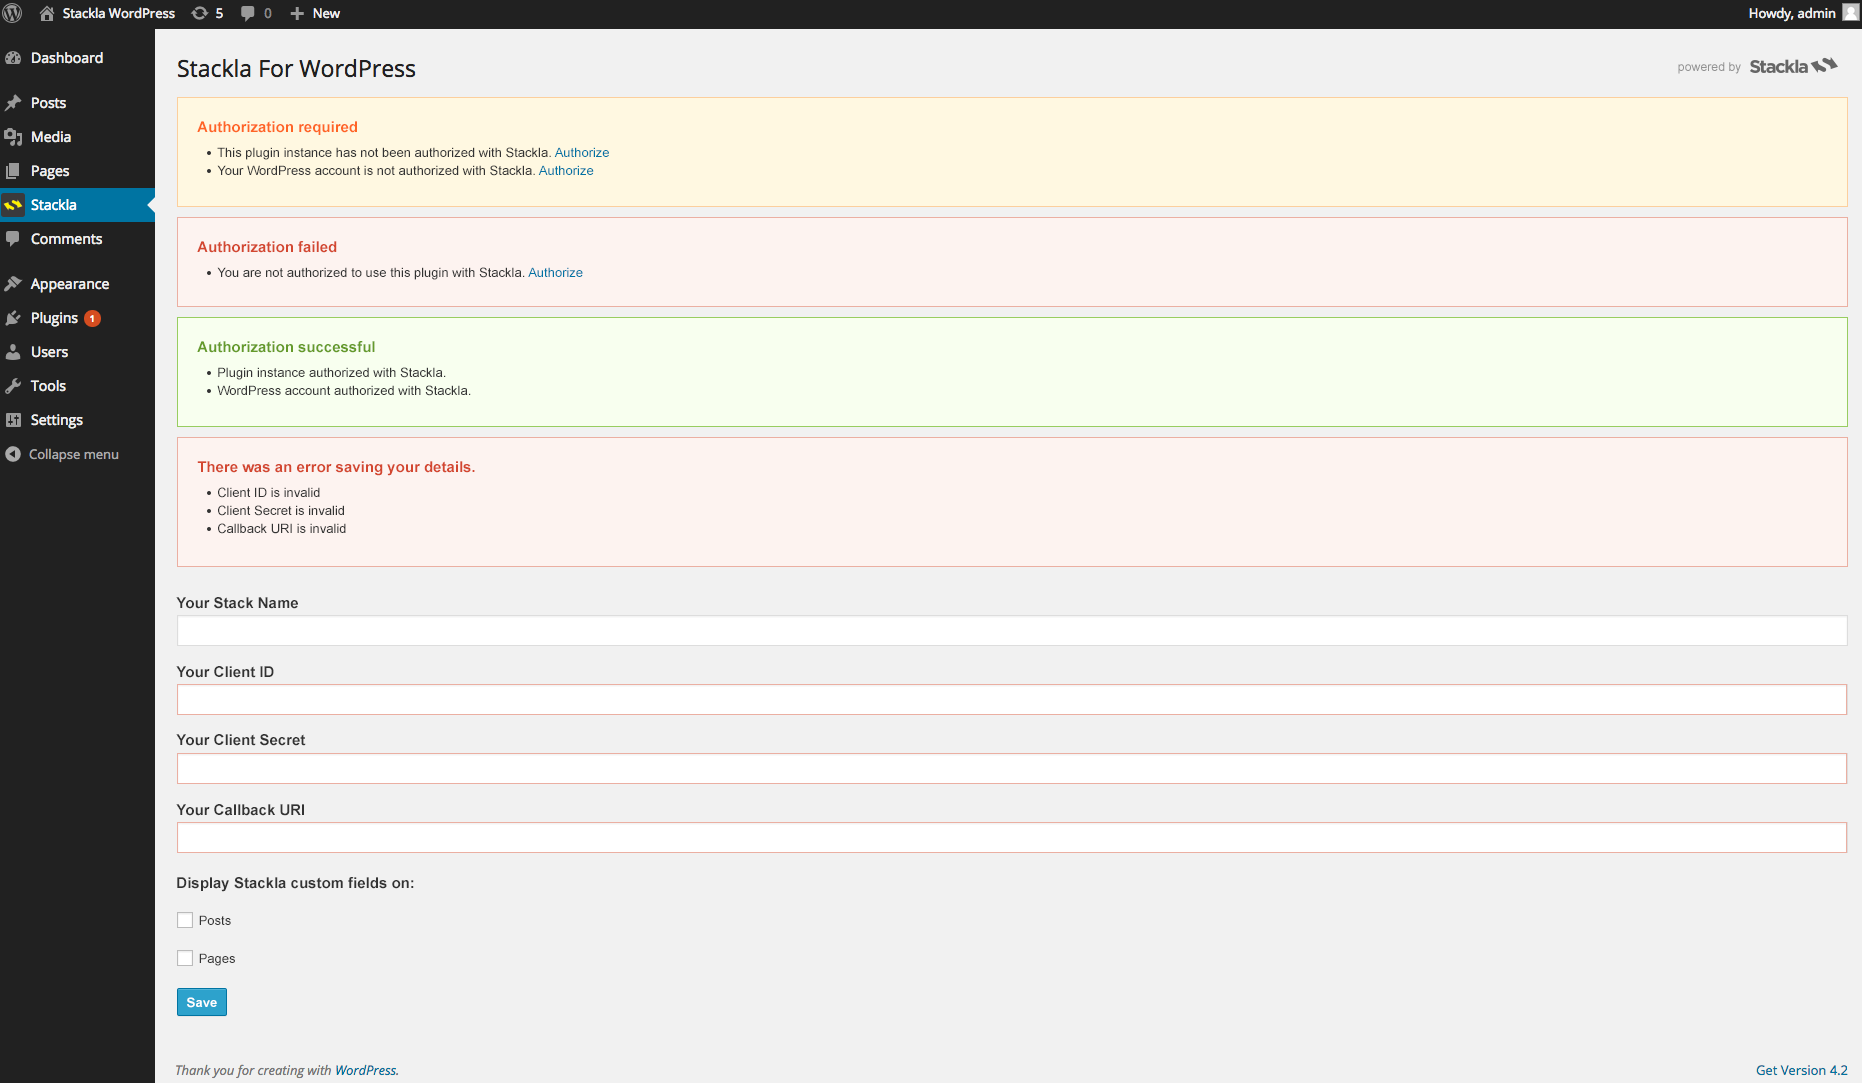 Stackla WordPress 5 0 New Howdy, admin
Dashboard
Posts
Media
Pages
Stackla
Comments
Appearance
Plugins 1
Users
Tools
Settings
Collapse menu
Stackla For WordPress
powered by Stackla
Authorization required
• This plugin instance has not been authorized with Stackla. Authorize
• Your WordPress account is not authorized with Stackla. Authorize
Authorization failed
• You are not authorized to use this plugin with Stackla. Authorize
Authorization successful
• Plugin instance authorized with Stackla.
• WordPress account authorized with Stackla.
There was an error saving your details.
• Client ID is invalid
• Client Secret is invalid
• Callback URI is invalid
Your Stack Name
Your Client ID
Your Client Secret
Your Callback URI
Display Stackla custom fields on:
Posts
Pages
Save
Thank you for creating with WordPress.
Get Version 4.2